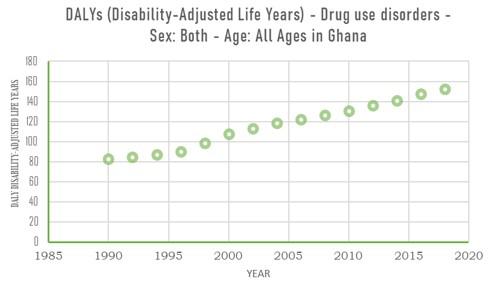 DALYs (Disability-Adjusted Life Years) - Drug use disorders -
Sex: Both - Age: All Ages in Ghana
DALY DISABILITY-ADJUSTED LIFE YEARS
180
160
140
120
100
80
60
40
20
0
1985 1990 1995 2000 2005 2010 2015 2020
YEAR